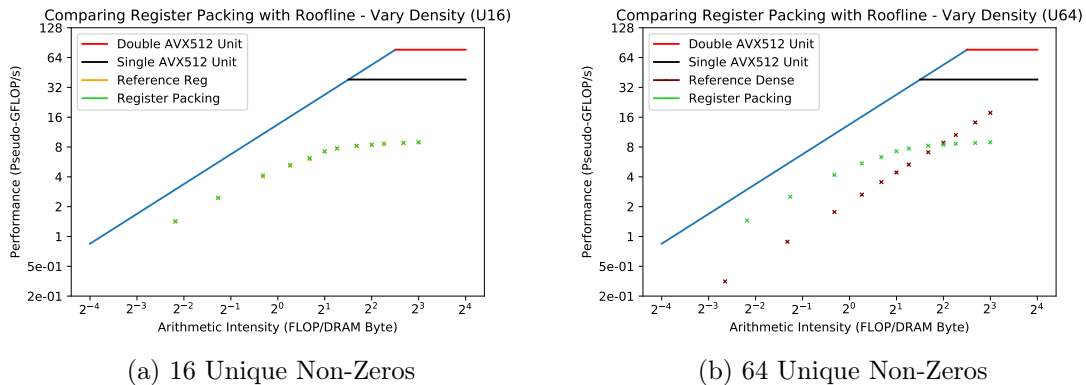 Comparing Register Packing with Roofline - Vary Density (U16)
128
64
32
16
8
4
2
1
5e-01
2e-01
Performance (Pseudo-GFLOP/s)
Double AVX512 Unit
Single AVX512 Unit
Reference Reg
Register Packing
2^-4 2^-3 2^-2 2^-1 2^0 2^1 2^2 2^3 2^4
Arithmetic Intensity (FLOP/DRAM Byte)
(a) 16 Unique Non-Zeros
Comparing Register Packing with Roofline - Vary Density (U64)
128
64
32
16
8
4
2
1
5e-01
2e-01
Performance (Pseudo-GFLOP/s)
Double AVX512 Unit
Single AVX512 Unit
Reference Dense
Register Packing
2^-4 2^-3 2^-2 2^-1 2^0 2^1 2^2 2^3 2^4
Arithmetic Intensity (FLOP/DRAM Byte)
(b) 64 Unique Non-Zeros